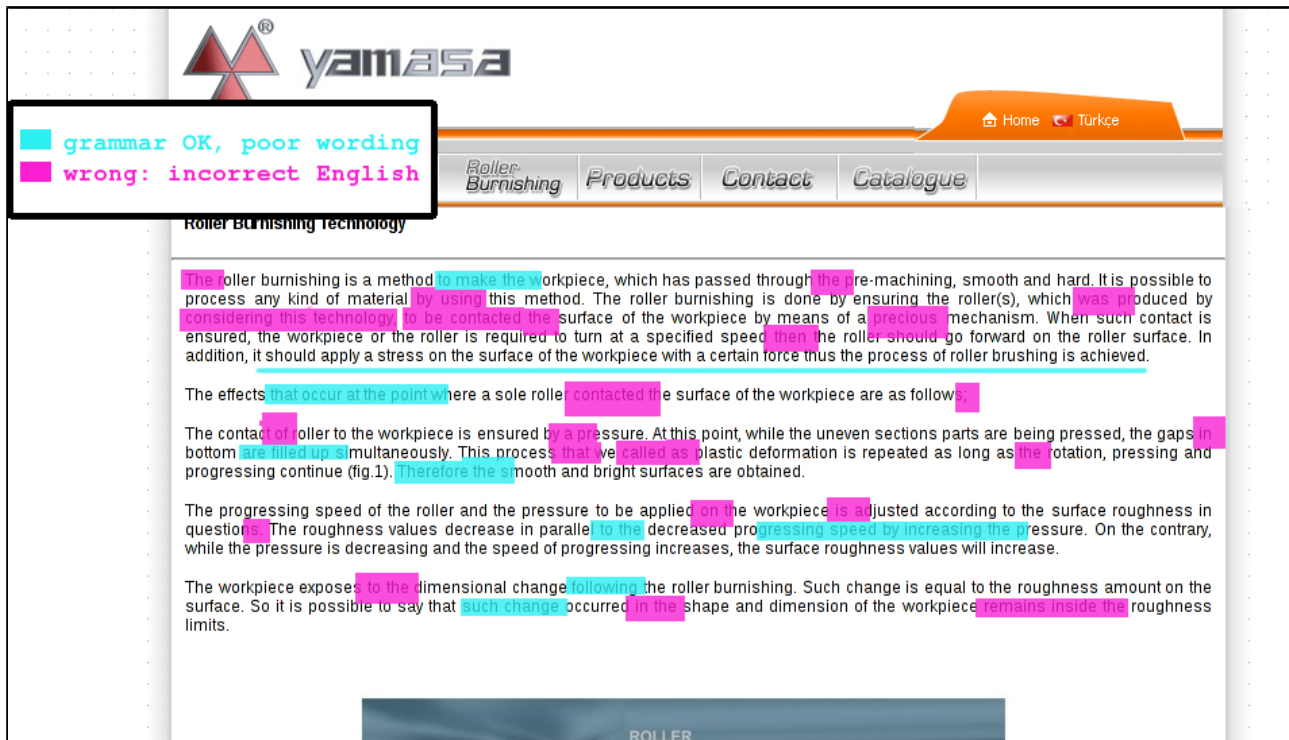 ®
yamasa
Home Türkçe
grammar OK, poor wording
wrong: incorrect English
Roller-
Burnishing Products Contact Catalogue
Roller Burnishing Technology
The roller burnishing is a method to make the workpiece, which has passed through the pre-machining, smooth and hard. It is possible to
process any kind of material by using this method. The roller burnishing is done by ensuring the roller(s), which was produced by
considering this technology, to be contacted the surface of the workpiece by means of a precious mechanism. When such contact is
ensured, the workpiece or the roller is required to turn at a specified speed then the roller should go forward on the roller surface. In
addition, it should apply a stress on the surface of the workpiece with a certain force thus the process of roller brushing is achieved.
The effects that occur at the point where a sole roller contacted the surface of the workpiece are as follows;
The contact of roller to the workpiece is ensured by a pressure. At this point, while the uneven sections parts are being pressed, the gaps in
bottom are filled up simultaneously. This process that we called as plastic deformation is repeated as long as the rotation, pressing and
progressing continue (fig.1). Therefore the smooth and bright surfaces are obtained.
The progressing speed of the roller and the pressure to be applied on the workpiece is adjusted according to the surface roughness in
questions. The roughness values decrease in parallel to the decreased progressing speed by increasing the pressure. On the contrary,
while the pressure is decreasing and the speed of progressing increases, the surface roughness values will increase.
The workpiece exposes to the dimensional change following the roller burnishing. Such change is equal to the roughness amount on the
surface. So it is possible to say that such change occurred in the shape and dimension of the workpiece remains inside the roughness
limits.
ROLLER